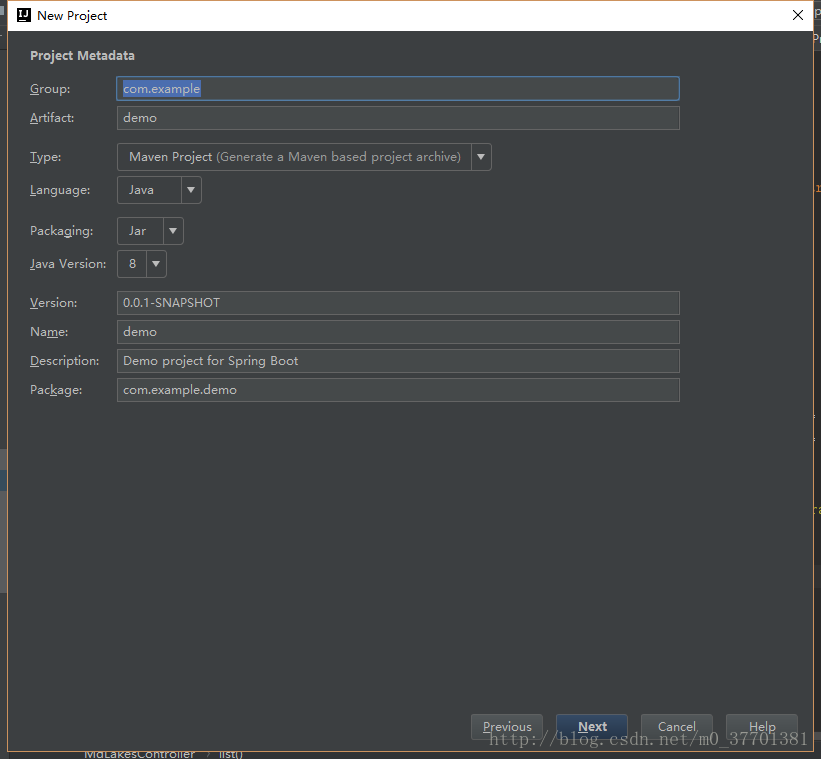 New Project
Project Metadata
Group: com.example
Artifact: demo
Type: Maven Project (Generate a Maven based project archive)
Language: Java
Packaging: Jar
Java Version: 8
Version: 0.0.1-SNAPSHOT
Name: demo
Description: Demo project for Spring Boot
Package: com.example.demo
Previous Next Cancel Help
http://blog.csdn.net/m0_37701381
MdLakesController › list()